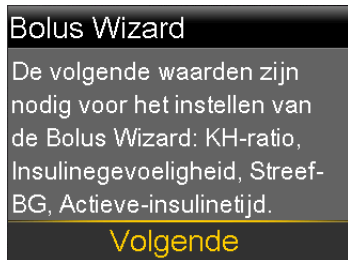 Bolus Wizard
De volgende waarden zijn
nodig voor het instellen van
de Bolus Wizard: KH-ratio,
Insulinegevoeligheid, Streef-
BG, Actieve-insulinetijd.
Volgende